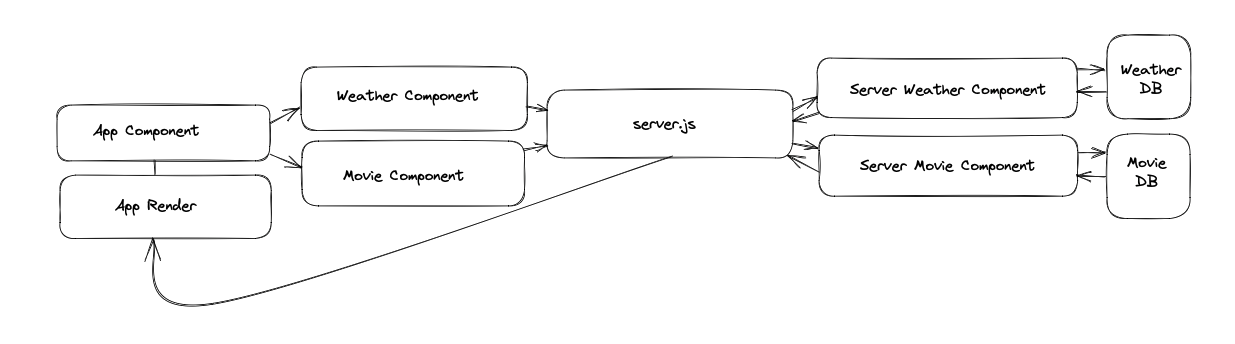 App Component
App Render
Weather Component
Movie Component
server.js
Server Weather Component
Server Movie Component
Weather
DB
Movie
DB